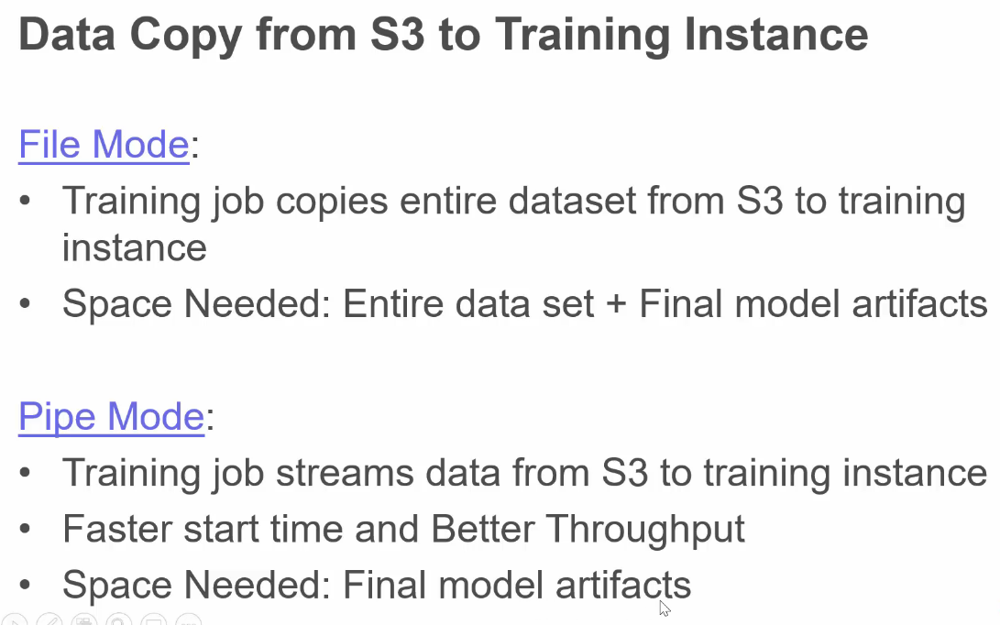 Data Copy from S3 to Training Instance
File Mode:
• Training job copies entire dataset from S3 to training
instance
• Space Needed: Entire data set + Final model artifacts
Pipe Mode:
• Training job streams data from S3 to training instance
• Faster start time and Better Throughput
• Space Needed: Final model artifacts